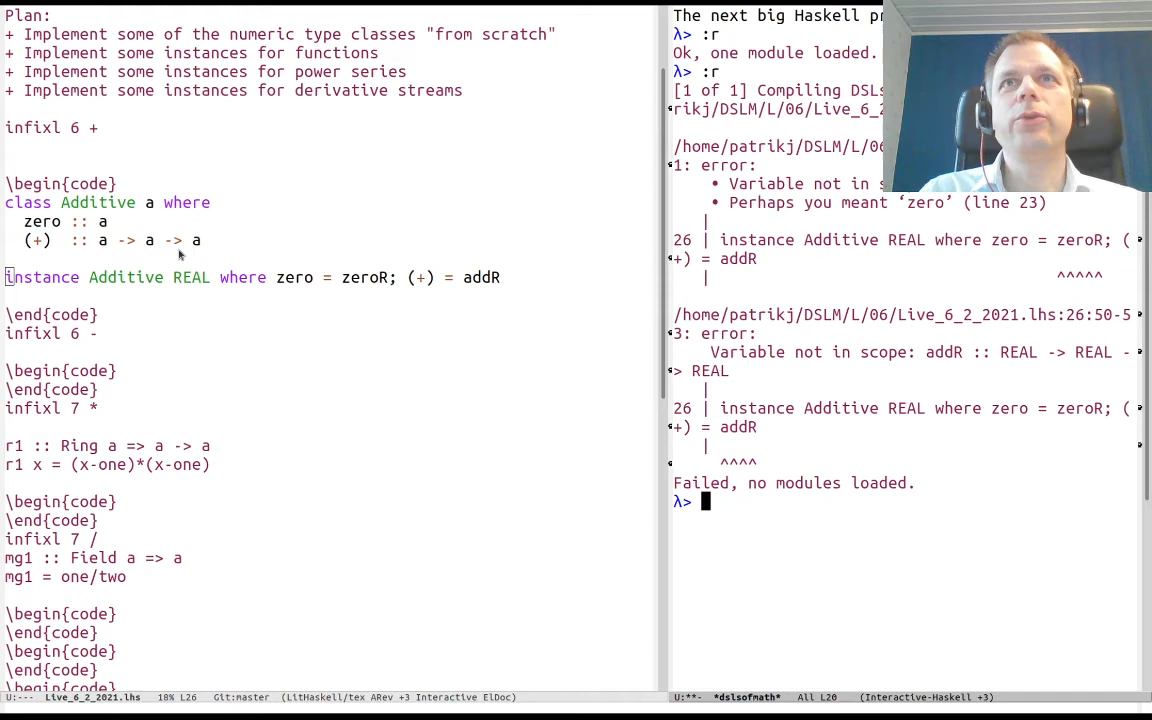 Plan:
+ Implement some of the numeric type classes "from scratch"
+ Implement some instances for functions
+ Implement some instances for power series
+ Implement some instances for derivative streams
infixl 6 +
\begin{code}
class Additive a where
  zero :: a
  (+)  :: a -> a -> a
instance Additive REAL where zero = zeroR; (+) = addR
\end{code}
infixl 6 -
\begin{code}
\end{code}
infixl 7 *
r1 :: Ring a => a -> a
r1 x = (x-one)*(x-one)
\begin{code}
\end{code}
infixl 7 /
mg1 :: Field a => a
mg1 = one/two
\begin{code}
\end{code}
\begin{code}
\end{code}
\begin{code}
U:--- Live_6_2_2021.lhs 18% L26 Git:master (LitHaskell/tex ARev +3 Interactive ElDoc)
The next big Haskell pr
λ> :r
Ok, one module loaded.
λ> :r
[1 of 1] Compiling DSLs
rikj/DSLM/L/06/Live_6_2
/home/patrikj/DSLM/L/06
1: error:
    • Variable not in s
    • Perhaps you meant ‘zero’ (line 23)
   |
26 | instance Additive REAL where zero = zeroR; (
+) = addR
   |                                     ^^^^^
/home/patrikj/DSLM/L/06/Live_6_2_2021.lhs:26:50-5
3: error:
    Variable not in scope: addR :: REAL -> REAL -
> REAL
   |
26 | instance Additive REAL where zero = zeroR; (
+) = addR
   |
     ^^^^
Failed, no modules loaded.
λ>
U:**- *dslsofmath* All L20 (Interactive-Haskell +3)